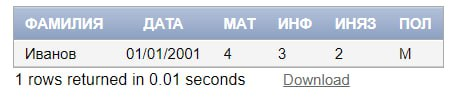 ФАМИЛИЯ ДАТА МАТ ИНФ ИНЯЗ ПОЛ
Иванов 01/01/2001 4 3 2 М
1 rows returned in 0.01 seconds Download